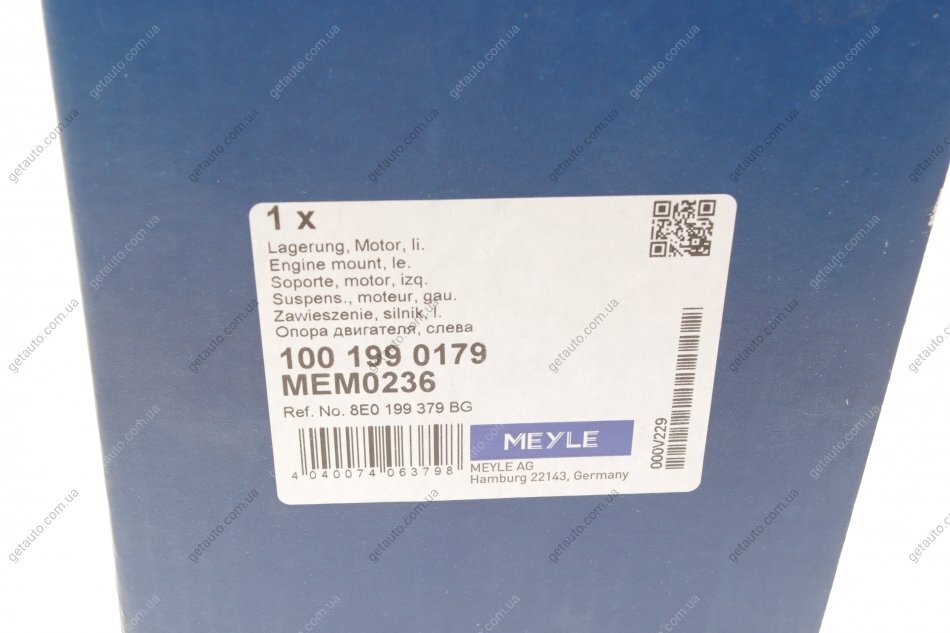 1 x
Lagerung, Motor, li.
Engine mount, le.
Soporte, motor, izq.
Suspens., moteur, gau.
Zawieszenie, silnik, l.
Опора двигателя, слева
100 199 0179
MEM0236
Ref. No. 8E0 199 379 BG
MEYLE
4 040074 063798
MEYLE AG
Hamburg 22143, Germany
000V229
getauto.com.ua